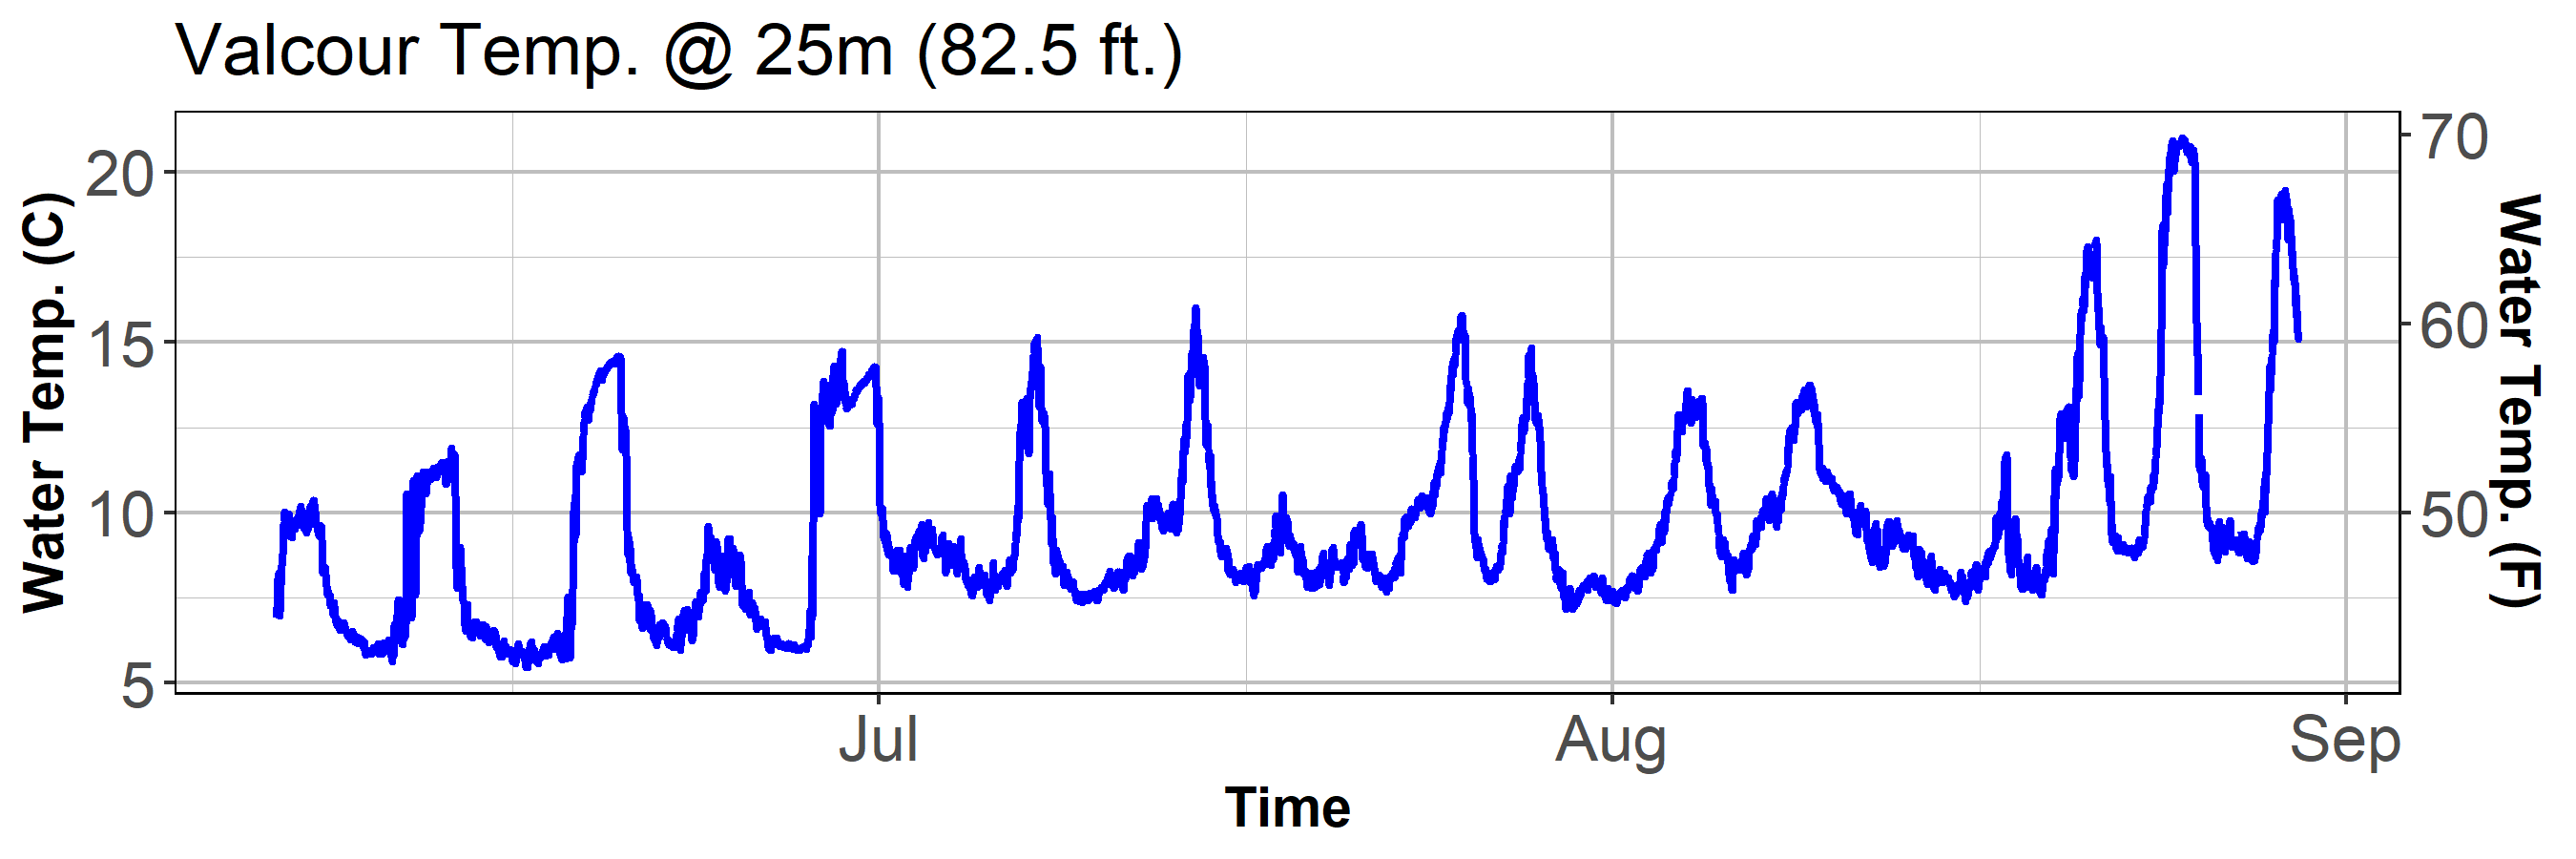 Valcour Temp. @ 25m (82.5 ft.)
Water Temp. (C)
20
15
10
5
70
60
50
Water Temp. (F)
Jul
Aug
Sep
Time